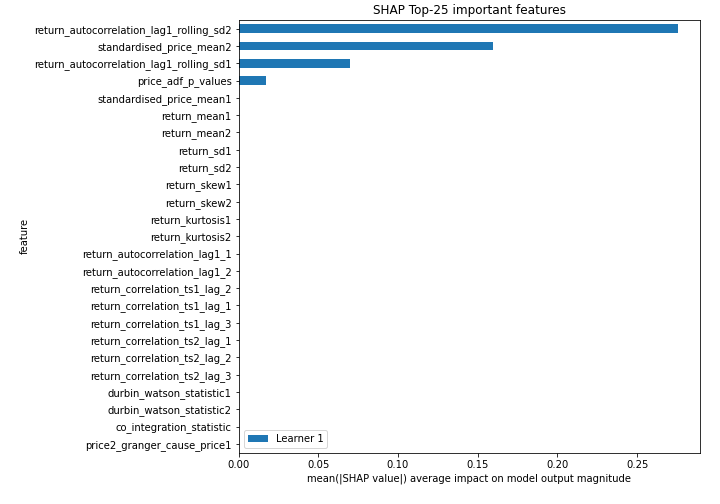 SHAP Top-25 important features
feature
return_autocorrelation_lag1_rolling_sd2
standardised_price_mean2
return_autocorrelation_lag1_rolling_sd1
price_adf_p_values
standardised_price_mean1
return_mean1
return_mean2
return_sd1
return_sd2
return_skew1
return_skew2
return_kurtosis1
return_kurtosis2
return_autocorrelation_lag1_1
return_autocorrelation_lag1_2
return_correlation_ts1_lag_2
return_correlation_ts1_lag_1
return_correlation_ts1_lag_3
return_correlation_ts2_lag_1
return_correlation_ts2_lag_2
return_correlation_ts2_lag_3
durbin_watson_statistic1
durbin_watson_statistic2
co_integration_statistic
price2_granger_cause_price1
Learner 1
0.00 0.05 0.10 0.15 0.20 0.25
mean(|SHAP value|) average impact on model output magnitude